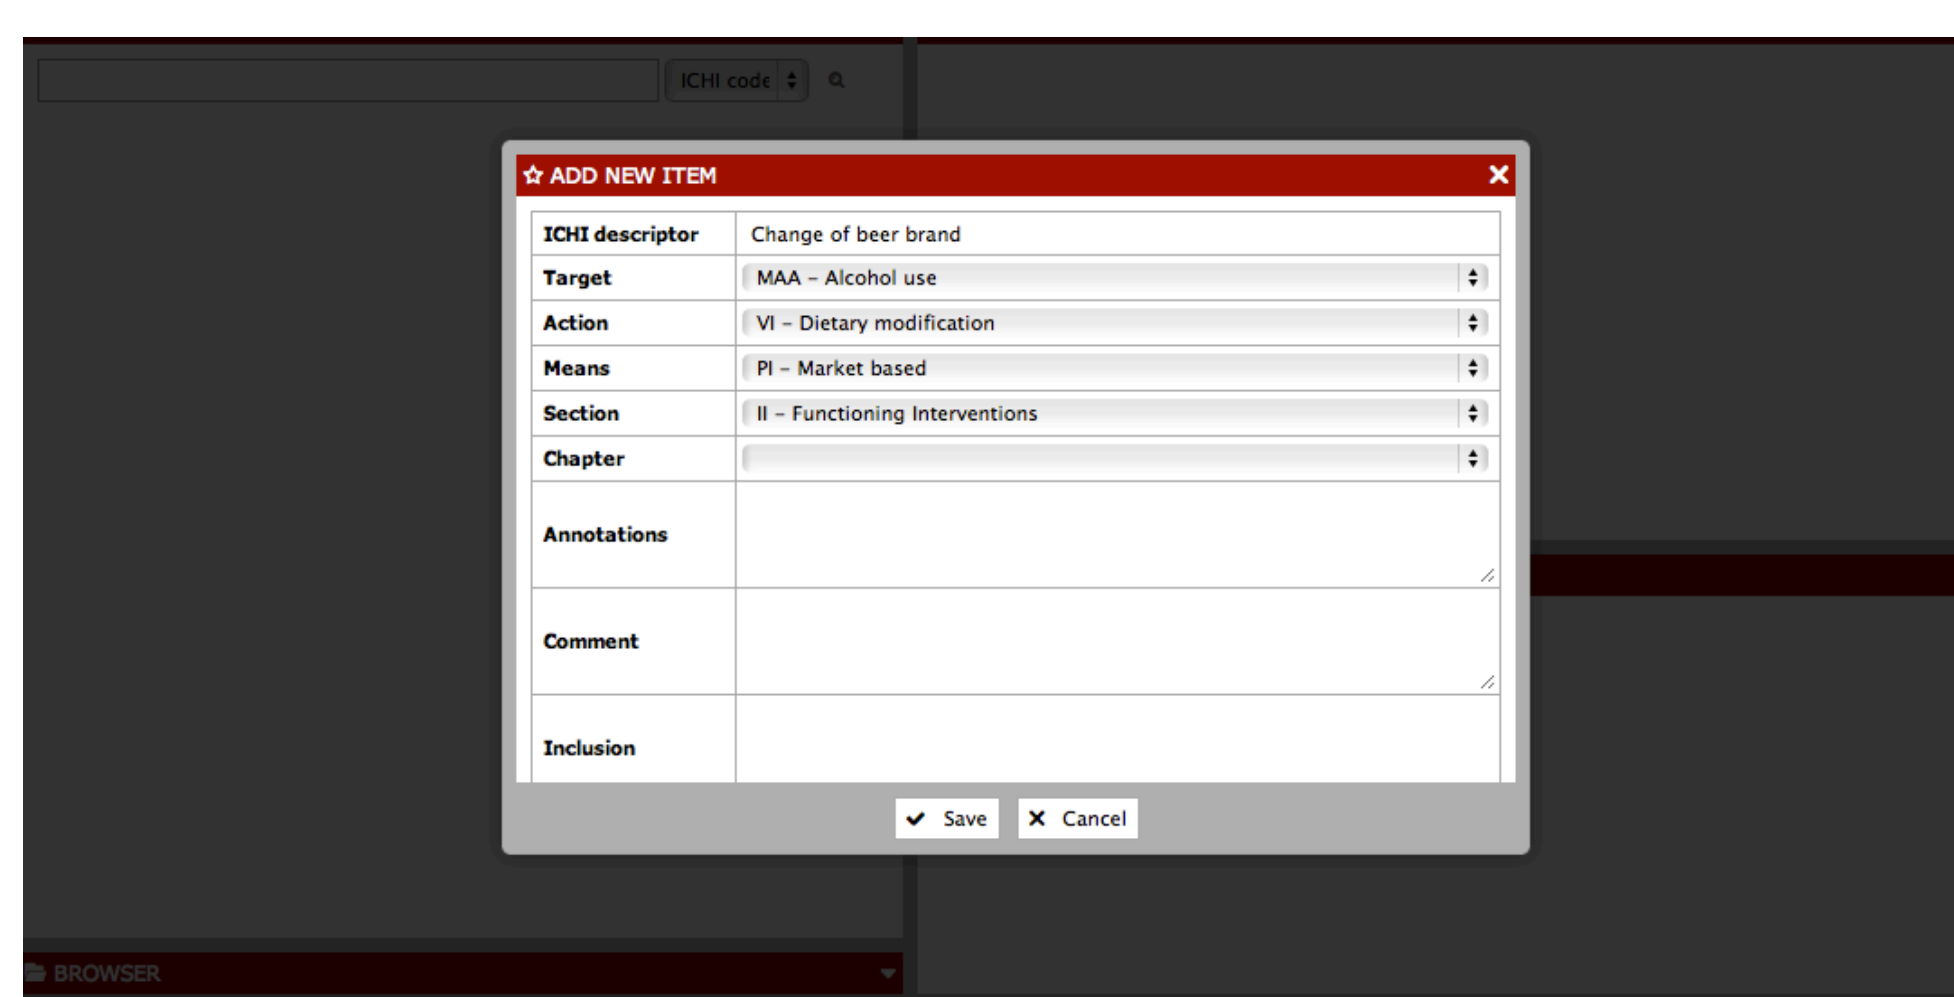 ICHI code
ADD NEW ITEM
ICHI descriptor Change of beer brand
Target MAA – Alcohol use
Action VI – Dietary modification
Means PI – Market based
Section II – Functioning Interventions
Chapter
Annotations
Comment
Inclusion
Save Cancel
BROWSER